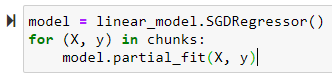 model = linear_model.SGDRegressor()
for (X, y) in chunks:
    model.partial_fit(X, y)